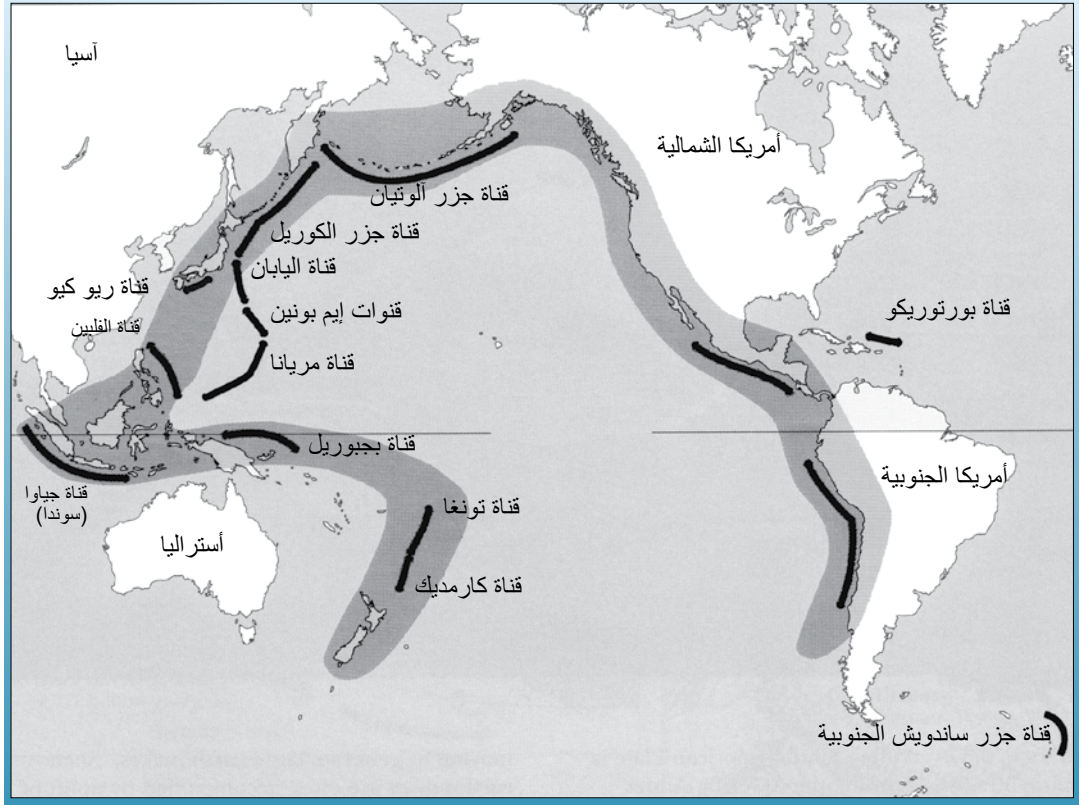 آسيا
أمريكا الشمالية
قناة جزر آلوتيان
قناة جزر الكوريل
قناة اليابان
قناة ريو كيو
قنوات إيم بونين
قناة بورتوريكو
قناة الفلبين
قناة مريانا
قناة بجبوريل
أمريكا الجنوبية
قناة جياوا
(سوندا)
قناة تونغا
أستراليا
قناة كارمديك
قناة جزر ساندويش الجنوبية